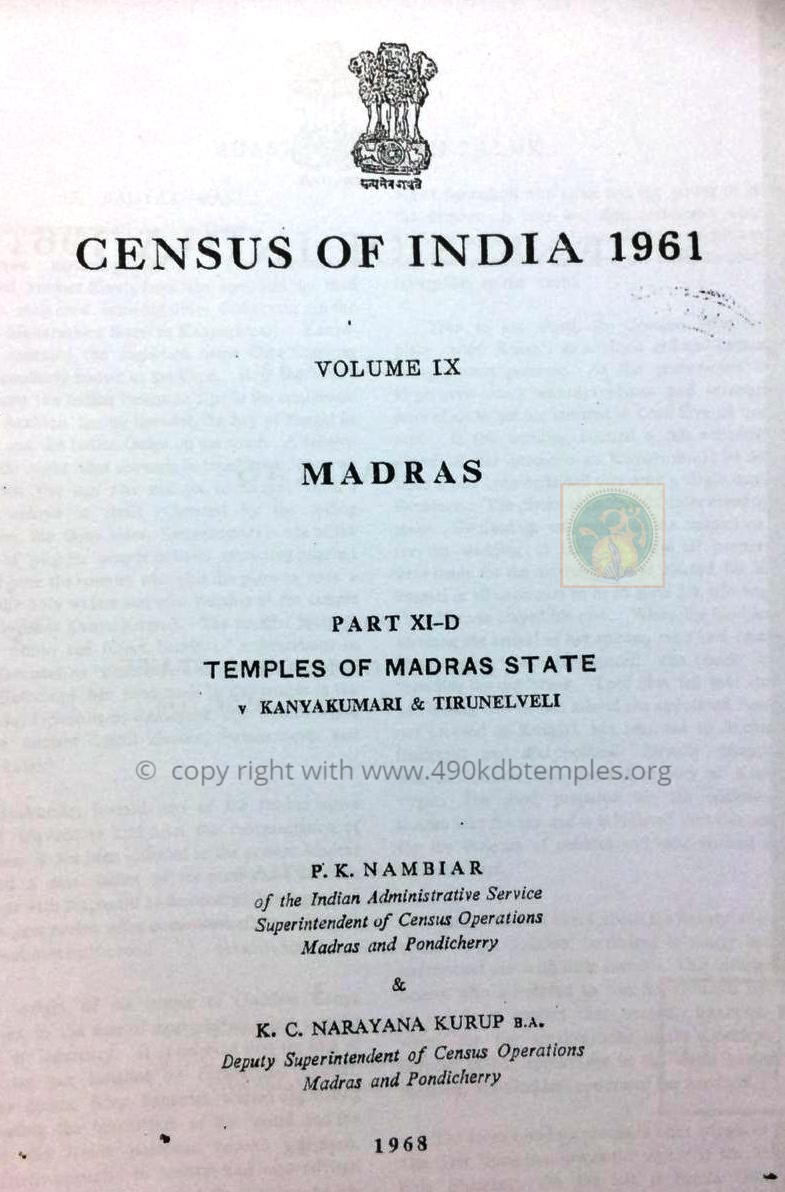 सत्यमेव जयते
CENSUS OF INDIA 1961
VOLUME IX
MADRAS
PART XI-D
TEMPLES OF MADRAS STATE
v KANYAKUMARI & TIRUNELVELI
© copy right with www.490kdbtemples.org
P. K. NAMBIAR
of the Indian Administrative Service
Superintendent of Census Operations
Madras and Pondicherry
&
K. C. NARAYANA KURUP B.A.
Deputy Superintendent of Census Operations
Madras and Pondicherry
1968